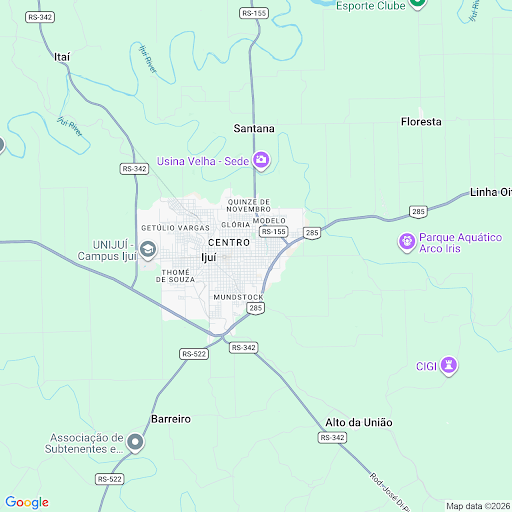 RS-155
Esporte Clube
RS-342
Itaí
Ijuí River
Ijuí River
Santana
Floresta
Usina Velha - Sede
RS-342
Linha Oit
QUINZE DE
NOVEMBRO
285
MODELO
GETÚLIO VARGAS
GLÓRIA
RS-155
285
UNIJUÍ -
Campus Ijuí
CENTRO
Parque Aquático
Arco Iris
Ijuí
THOMÉ
DE SOUZA
MUNDSTOCK
285
RS-522
RS-342
CIGI
Barreiro
Alto da União
Associação de
Subtenentes e...
RS-342
RS-522
Google
Map data ©2026